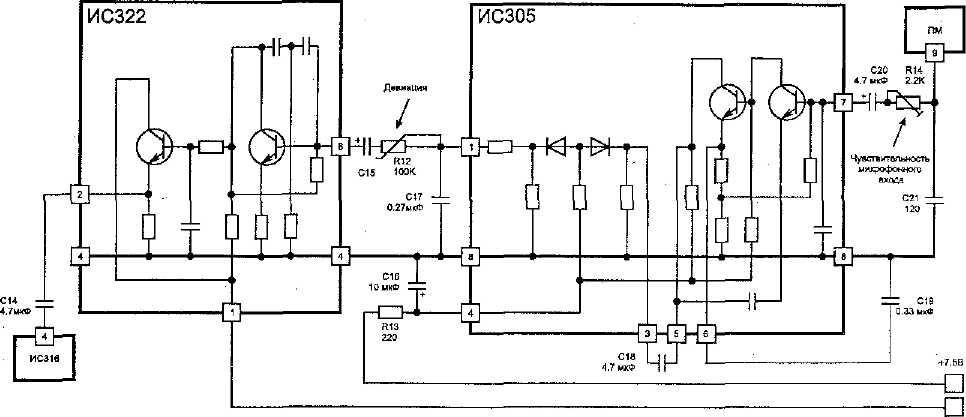 ИС322
ИС305
ПМ
9
C20
4.7 мкФ
R14
2.2K
Девиация
+
+
7
6
1
C15
R12
100K
Чувствительность
микрофонного
входа
2
C17
0.27мкФ
C21
120
4
4
8
8
C16
10 мкФ
+
C14
4.7мкФ
1
4
C19
0.33 мкФ
R13
220
3
5
6
4
ИС316
C18
4.7 мкФ
+7.5В